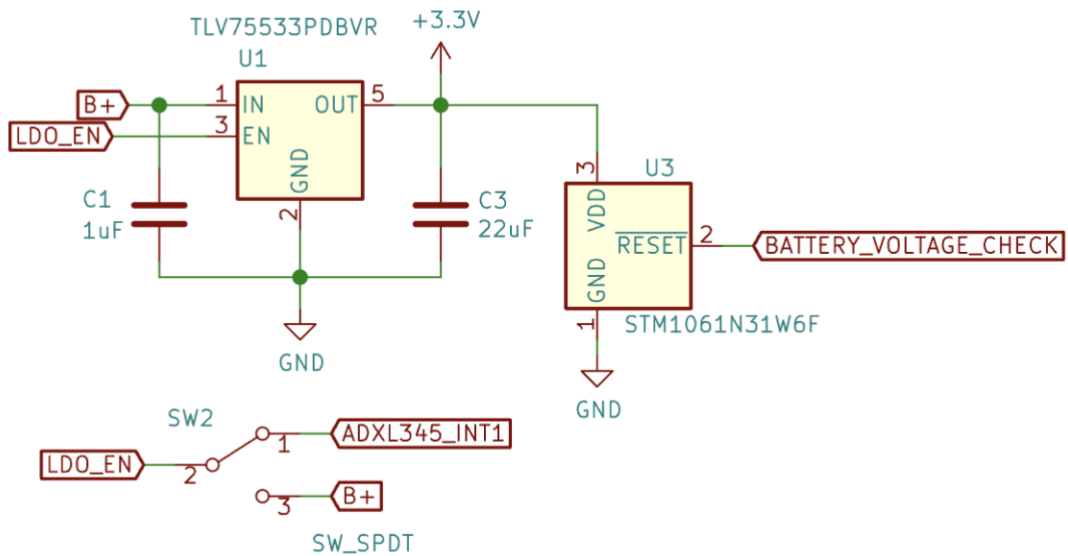 TLV75533PDBVR
U1
+3.3V
B+
1
IN
OUT
5
LDO_EN
3
EN
GND
2
C1
1uF
C3
22uF
GND
U3
3
VDD
RESET
2
BATTERY_VOLTAGE_CHECK
GND
1
STM1061N31W6F
GND
SW2
1
ADXL345_INT1
LDO_EN
2
3
B+
SW_SPDT